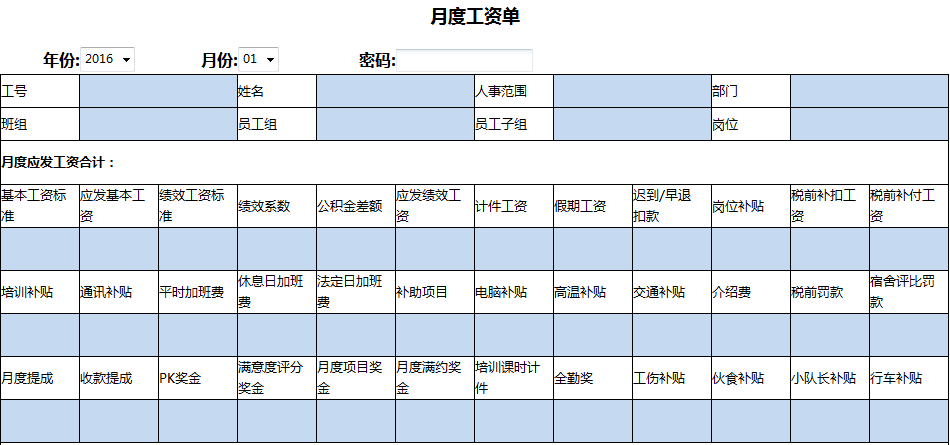 月度工资单
年份: 2016 月份: 01 密码:
工号 姓名 人事范围 部门
班组 员工组 员工子组 岗位
月度应发工资合计：
基本工资标准 应发基本工资 绩效工资标准 绩效系数 公积金差额 应发绩效工资 计件工资 假期工资 迟到/早退扣款 岗位补贴 税前补扣工资 税前补付工资
培训补贴 通讯补贴 平时加班费 休息日加班费 法定日加班费 补助项目 电脑补贴 高温补贴 交通补贴 介绍费 税前罚款 宿舍评比罚款
月度提成 收款提成 PK奖金 满意度评分奖金 月度项目奖金 月度满约奖金 培训课时计件 全勤奖 工伤补贴 伙食补贴 小队长补贴 行车补贴